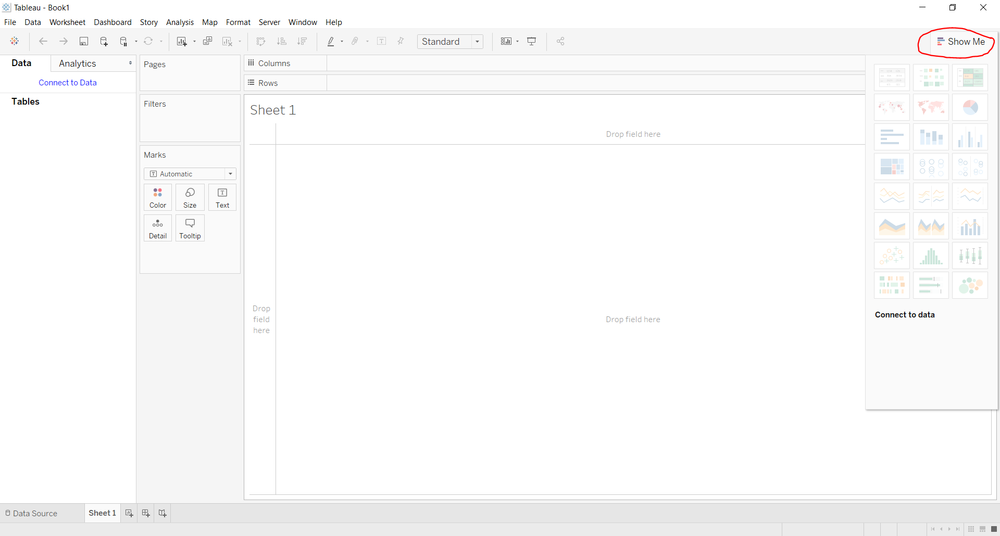 Tableau - Book1
File Data Worksheet Dashboard Story Analysis Map Format Server Window Help
Standard
Show Me
Data Analytics
Connect to Data
Tables
Pages
Filters
Marks
Automatic
Color Size Text
Detail Tooltip
Columns
Rows
Sheet 1
Drop field here
Drop
field
here
Drop field here
Connect to data
Data Source Sheet 1